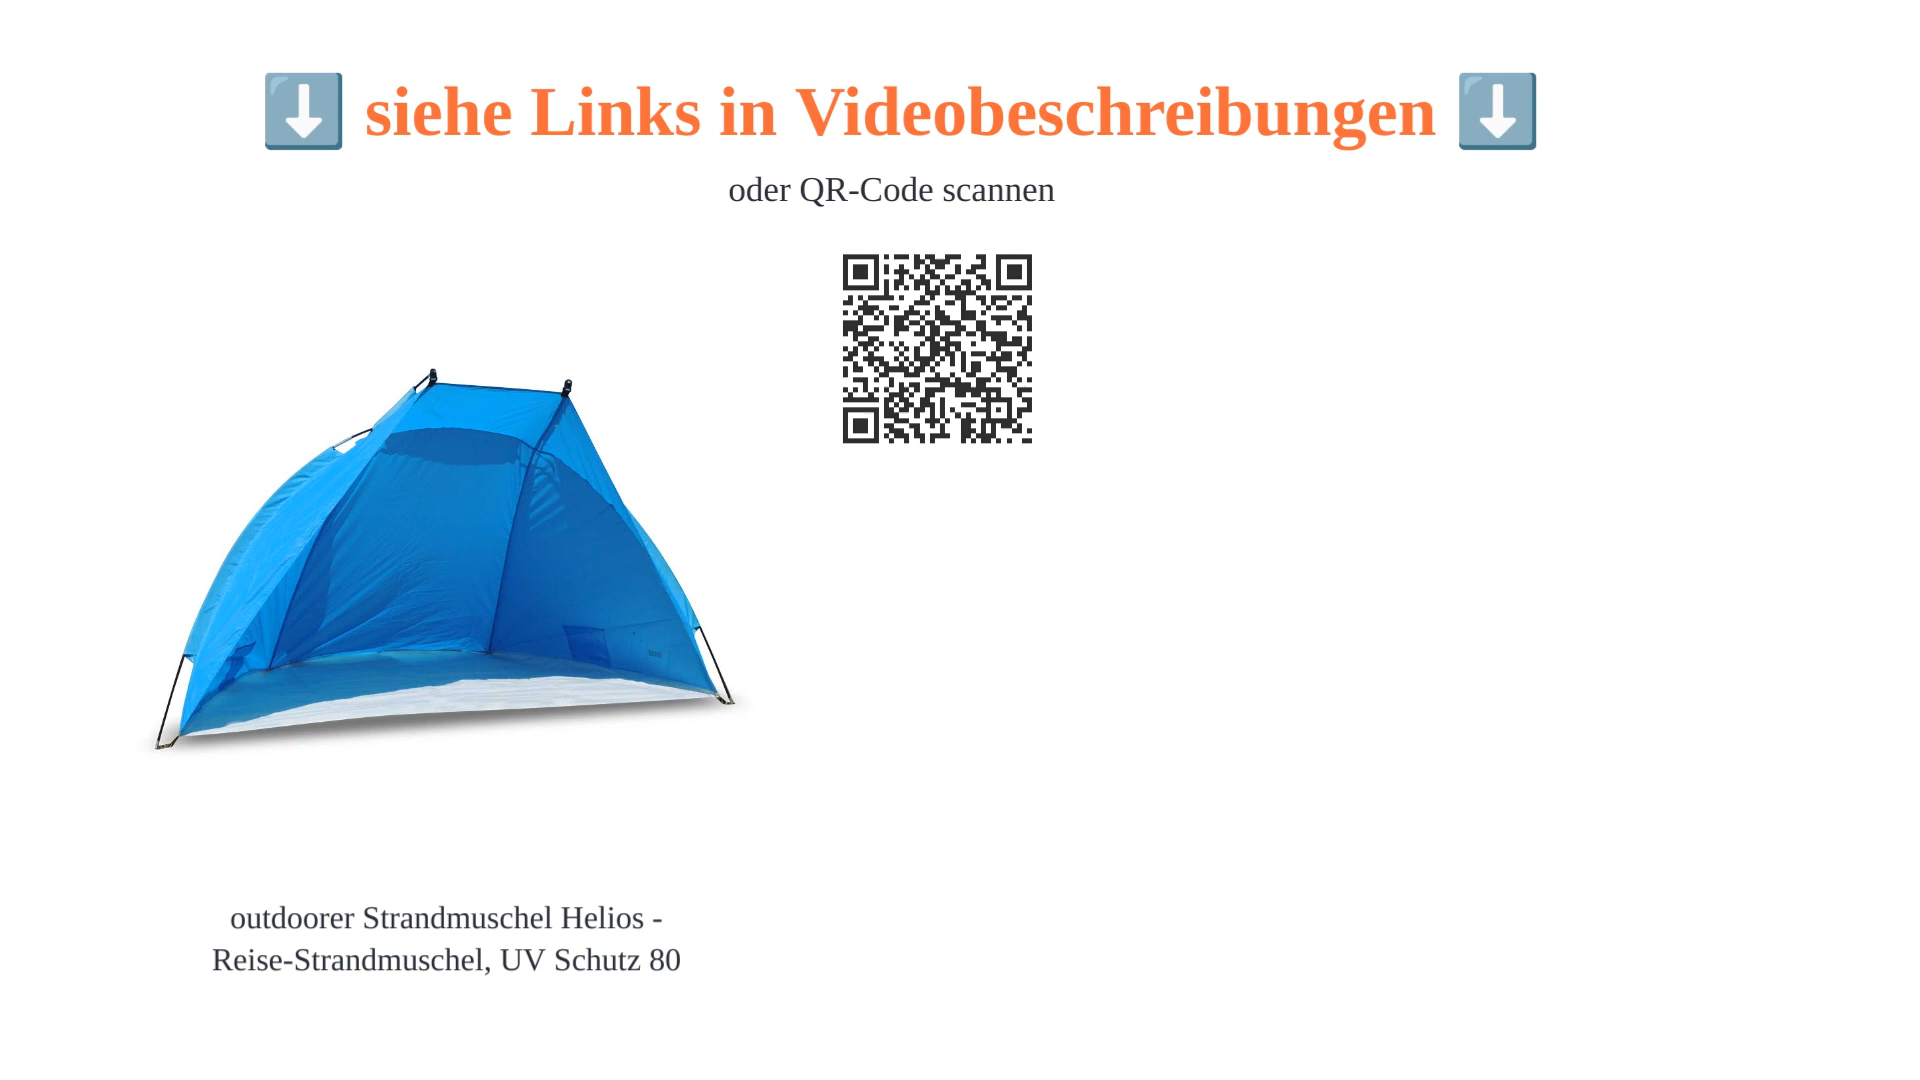 ⬇️ siehe Links in Videobeschreibungen ⬇️
oder QR-Code scannen
outdoorer Strandmuschel Helios -
Reise-Strandmuschel, UV Schutz 80